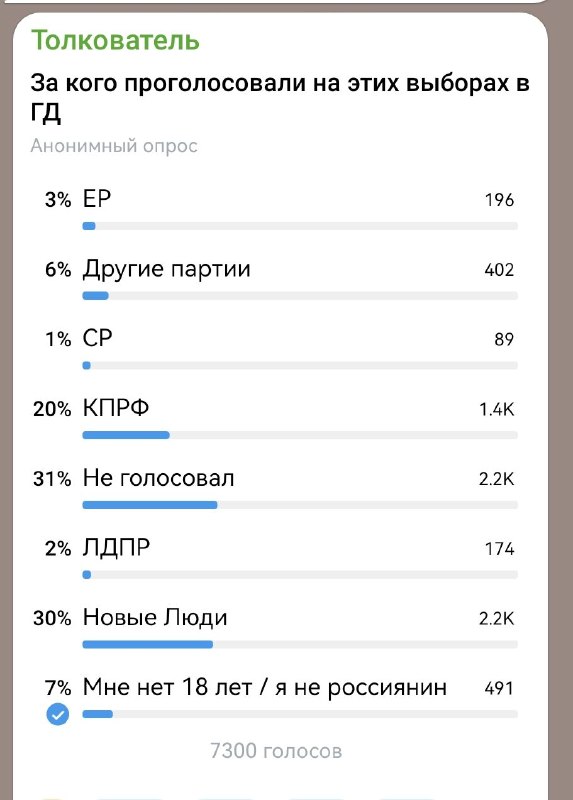 Толкователь
За кого проголосовали на этих выборах в
ГД
Анонимный опрос
3% ЕР 196
6% Другие партии 402
1% СР 89
20% КПРФ 1.4K
31% Не голосовал 2.2K
2% ЛДПР 174
30% Новые Люди 2.2K
7% Мне нет 18 лет / я не россиянин 491
7300 голосов